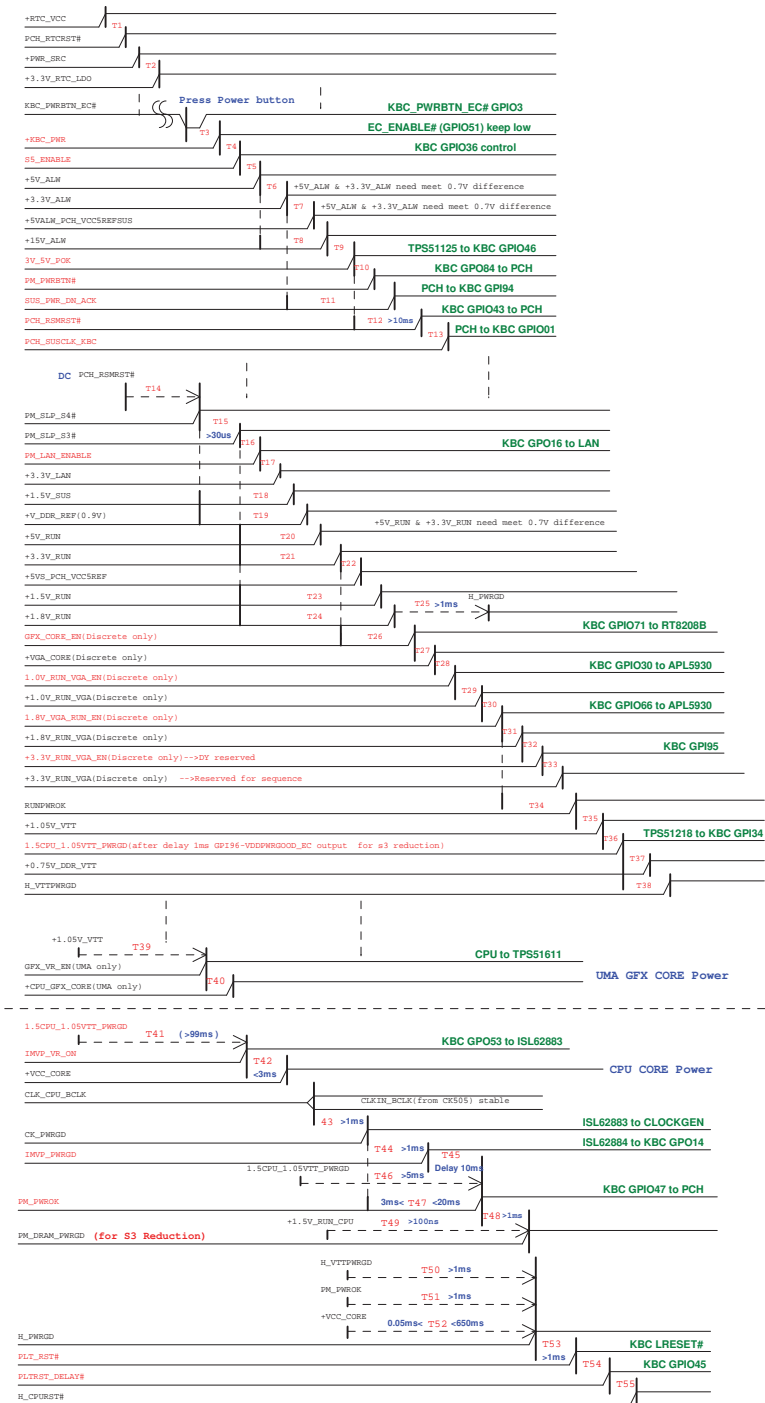 +RTC_VCC
T1
PCH_RTCRST#
+PWR_SRC
T2
+3.3V_RTC_LDO
Press Power button
KBC_PWRBTN_EC#
KBC_PWRBTN_EC# GPIO3
T3
EC_ENABLE# (GPIO51) keep low
+KBC_PWR
T4
KBC GPIO36 control
S5_ENABLE
T5
+5V_ALW
T6
+5V_ALW & +3.3V_ALW need meet 0.7V difference
+3.3V_ALW
T7
+5V_ALW & +3.3V_ALW need meet 0.7V difference
+5VALW_PCH_VCC5REFSUS
T8
+15V_ALW
T9
TPS51125 to KBC GPIO46
3V_5V_POK
T10
KBC GPO84 to PCH
PM_PWRBTN#
PCH to KBC GPI94
SUS_PWR_DN_ACK
T11
KBC GPIO43 to PCH
PCH_RSMRST#
T12 >10ms
T13
PCH to KBC GPIO01
PCH_SUSCLK_KBC
DC PCH_RSMRST#
T14
PM_SLP_S4#
T15
PM_SLP_S3#
>30us
T16
KBC GPO16 to LAN
PM_LAN_ENABLE
T17
+3.3V_LAN
+1.5V_SUS
T18
+V_DDR_REF(0.9V)
T19
+5V_RUN & +3.3V_RUN need meet 0.7V difference
+5V_RUN
T20
+3.3V_RUN
T21
T22
+5VS_PCH_VCC5REF
+1.5V_RUN
T23
T25 >1ms
H_PWRGD
+1.8V_RUN
T24
KBC GPIO71 to RT8208B
GFX_CORE_EN(Discrete only)
T26
+VGA_CORE(Discrete only)
T27
T28
KBC GPIO30 to APL5930
1.0V_RUN_VGA_EN(Discrete only)
T29
+1.0V_RUN_VGA(Discrete only)
T30
KBC GPIO66 to APL5930
1.8V_VGA_RUN_EN(Discrete only)
T31
+1.8V_RUN_VGA(Discrete only)
T32
KBC GPI95
+3.3V_RUN_VGA_EN(Discrete only)-->DY reserved
T33
+3.3V_RUN_VGA(Discrete only) -->Reserved for sequence
RUNPWROK
T34
+1.05V_VTT
T35
T36
TPS51218 to KBC GPI34
1.5CPU_1.05VTT_PWRGD(after delay 1ms GPI96-VDDPWRGOOD_EC output for s3 reduction)
+0.75V_DDR_VTT
T37
H_VTTPWRGD
T38
+1.05V_VTT
T39
CPU to TPS51611
GFX_VR_EN(UMA only)
+CPU_GFX_CORE(UMA only)
T40
UMA GFX CORE Power
1.5CPU_1.05VTT_PWRGD
T41 (>99ms)
KBC GPO53 to ISL62883
IMVP_VR_ON
T42
+VCC_CORE
<3ms
CPU CORE Power
CLK_CPU_BCLK
CLKIN_BCLK(from CK505) stable
43 >1ms
ISL62883 to CLOCKGEN
CK_PWRGD
T44 >1ms
ISL62884 to KBC GPO14
IMVP_PWRGD
T45
1.5CPU_1.05VTT_PWRGD
Delay 10ms
T46 >5ms
KBC GPIO47 to PCH
PM_PWROK
3ms< T47 <20ms
T48 >1ms
+1.5V_RUN_CPU
T49 >100ns
PM_DRAM_PWRGD (for S3 Reduction)
H_VTTPWRGD
T50 >1ms
PM_PWROK
T51 >1ms
+VCC_CORE
0.05ms< T52 <650ms
H_PWRGD
T53
KBC LRESET#
PLT_RST#
>1ms
T54
KBC GPIO45
PLTRST_DELAY#
T55
H_CPURST#